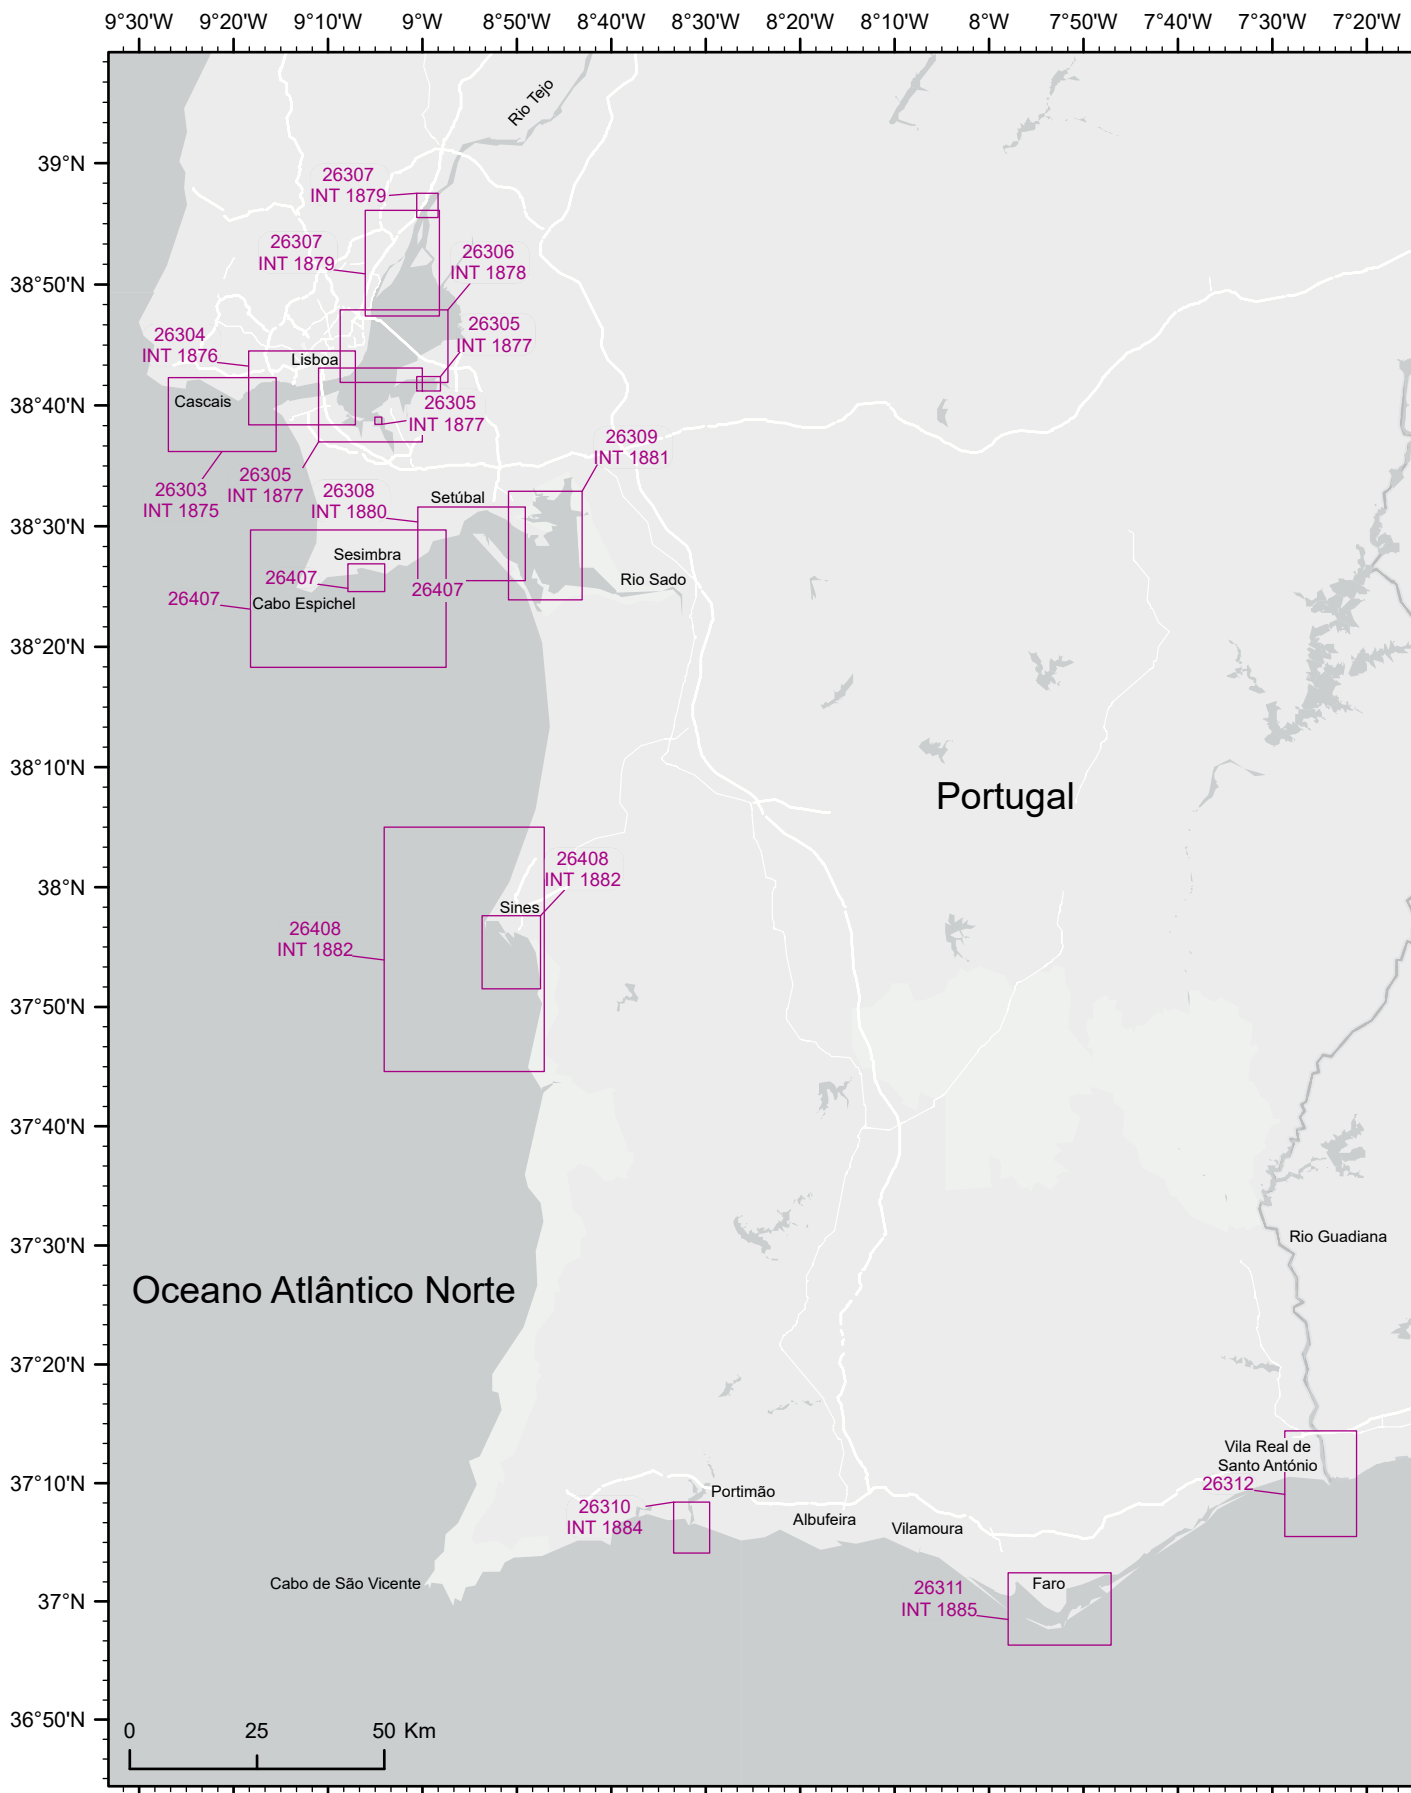 9°30'W 9°20'W 9°10'W 9°W 8°50'W 8°40'W 8°30'W 8°20'W 8°10'W 8°W 7°50'W 7°40'W 7°30'W 7°20'W
Rio Tejo
39°N
26307
INT 1879
26307
INT 1879
26306
INT 1878
38°50'N
26305
INT 1877
26304
INT 1876
Lisboa
Cascais
38°40'N
26305
INT 1877
26309
INT 1881
26305
INT 1877
26303
INT 1875
26308
INT 1880
Setúbal
38°30'N
Sesimbra
26407
Rio Sado
26407
26407
Cabo Espichel
38°20'N
38°10'N
Portugal
26408
INT 1882
38°N
Sines
26408
INT 1882
37°50'N
37°40'N
Rio Guadiana
37°30'N
Oceano Atlântico Norte
37°20'N
Vila Real de
Santo António
37°10'N
26312
Portimão
26310
INT 1884
Albufeira
Vilamoura
Cabo de São Vicente
Faro
37°N
26311
INT 1885
36°50'N
0 25 50 Km